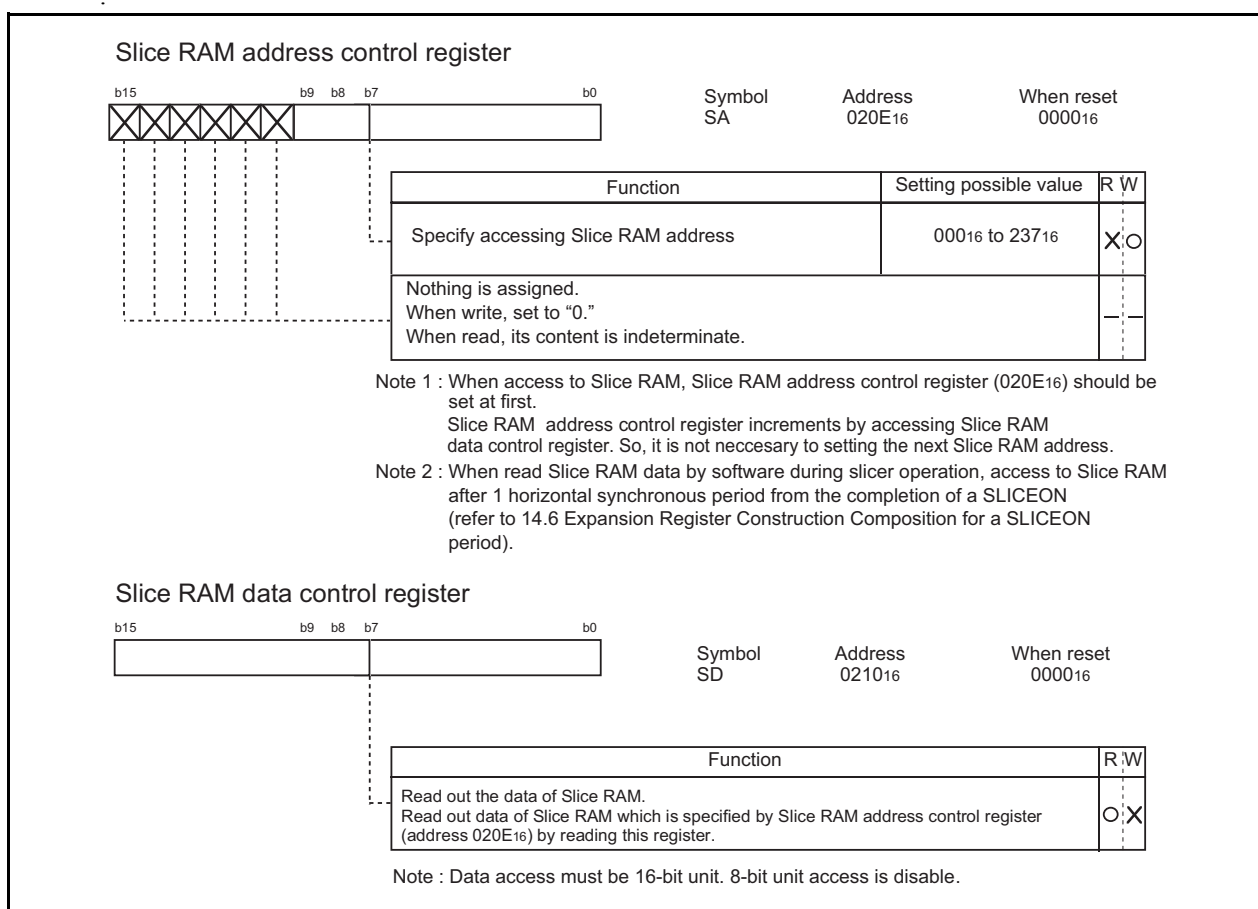 Slice RAM address control register
b15 b9 b8 b7 b0
Symbol Address When reset
SA 020E16 000016
Function Setting possible value R W
Specify accessing Slice RAM address 00016 to 23716 X O
Nothing is assigned.
When write, set to “0.”
When read, its content is indeterminate.
— —
Note 1 : When access to Slice RAM, Slice RAM address control register (020E16) should be
set at first.
Slice RAM address control register increments by accessing Slice RAM
data control register. So, it is not neccesary to setting the next Slice RAM address.
Note 2 : When read Slice RAM data by software during slicer operation, access to Slice RAM
after 1 horizontal synchronous period from the completion of a SLICEON
(refer to 14.6 Expansion Register Construction Composition for a SLICEON
period).
Slice RAM data control register
b15 b9 b8 b7 b0
Symbol Address When reset
SD 021016 000016
Function R W
Read out the data of Slice RAM.
Read out data of Slice RAM which is specified by Slice RAM address control register
(address 020E16) by reading this register.
O X
Note : Data access must be 16-bit unit. 8-bit unit access is disable.